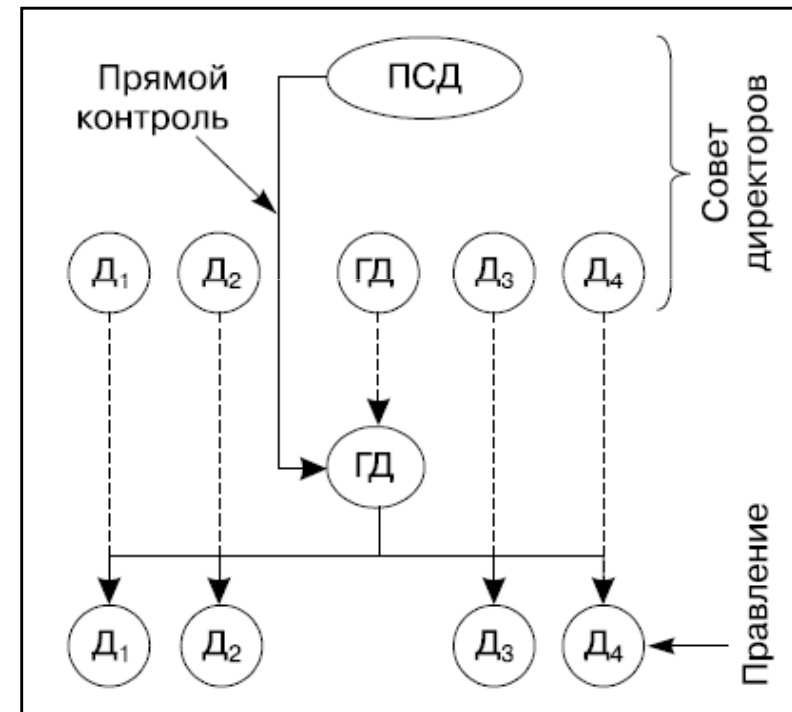 ПСД
Прямой
контроль
Совет
директоров
Д₁
Д₂
ГД
Д₃
Д₄
ГД
Правление
Д₁
Д₂
Д₃
Д₄